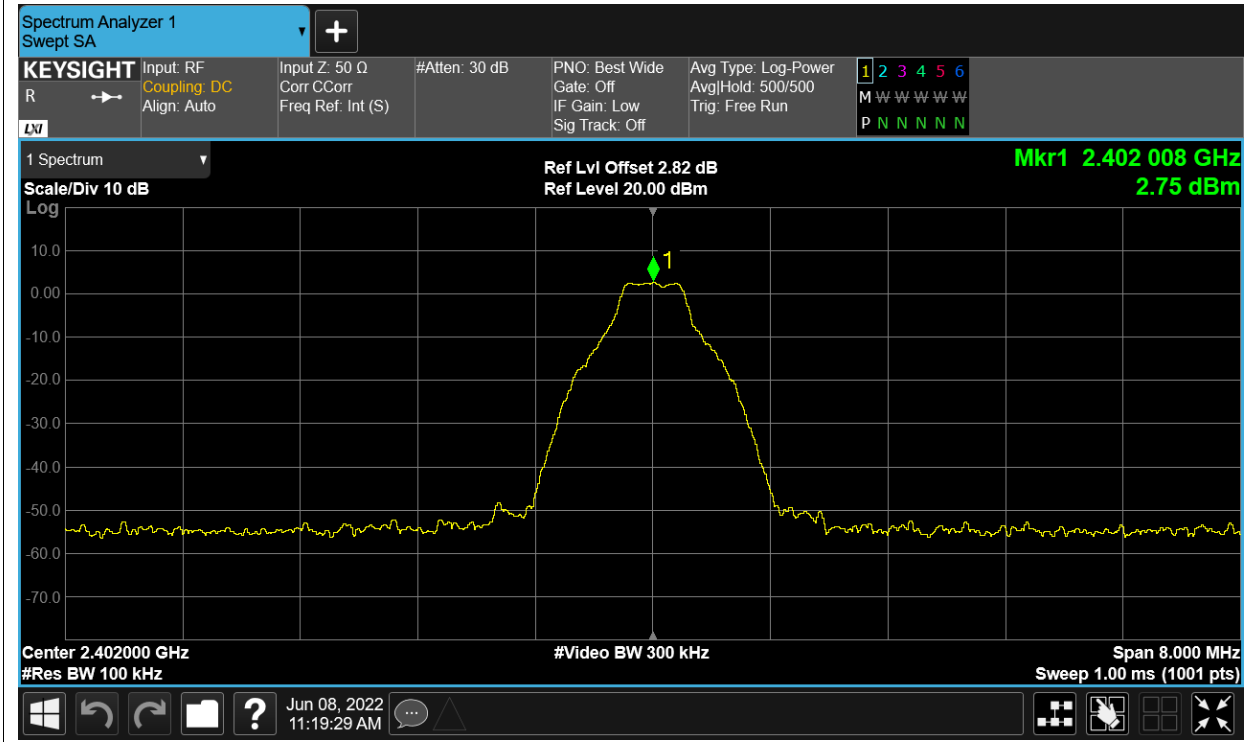 Spectrum Analyzer 1
Swept SA
+
KEYSIGHT
R
LXI
Input: RF
Coupling: DC
Align: Auto
Input Z: 50 Ω
Corr CCorr
Freq Ref: Int (S)
#Atten: 30 dB
PNO: Best Wide
Gate: Off
IF Gain: Low
Sig Track: Off
Avg Type: Log-Power
Avg|Hold: 500/500
Trig: Free Run
1 2 3 4 5 6
M W W W W W W
P N N N N N N
1 Spectrum
Scale/Div 10 dB
Log
Ref Lvl Offset 2.82 dB
Ref Level 20.00 dBm
Mkr1 2.402 008 GHz
2.75 dBm
1
10.0
0.00
-10.0
-20.0
-30.0
-40.0
-50.0
-60.0
-70.0
Center 2.402000 GHz
#Res BW 100 kHz
#Video BW 300 kHz
Span 8.000 MHz
Sweep 1.00 ms (1001 pts)
?
Jun 08, 2022
11:19:29 AM